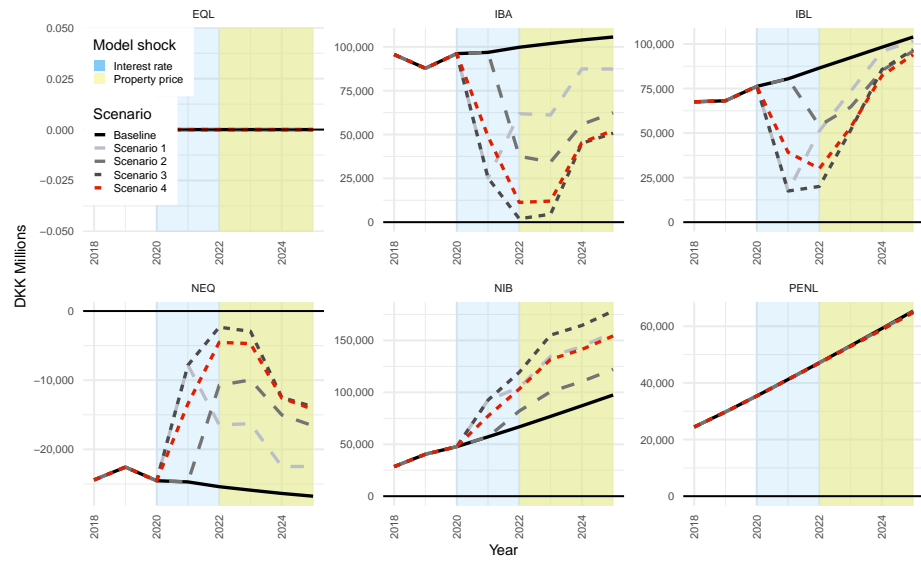 EQL
IBA
IBL
0.050
0.025
0.000
−0.025
−0.050
Model shock
Interest rate
Property price
Scenario
Baseline
Scenario 1
Scenario 2
Scenario 3
Scenario 4
100,000
75,000
50,000
25,000
0
100,000
75,000
50,000
25,000
0
2018
2020
2022
2024
2018
2020
2022
2024
2018
2020
2022
2024
DKK Millions
NEQ
NIB
PENL
0
−10,000
−20,000
150,000
100,000
50,000
0
60,000
40,000
20,000
0
2018
2020
2022
2024
2018
2020
2022
2024
2018
2020
2022
2024
Year